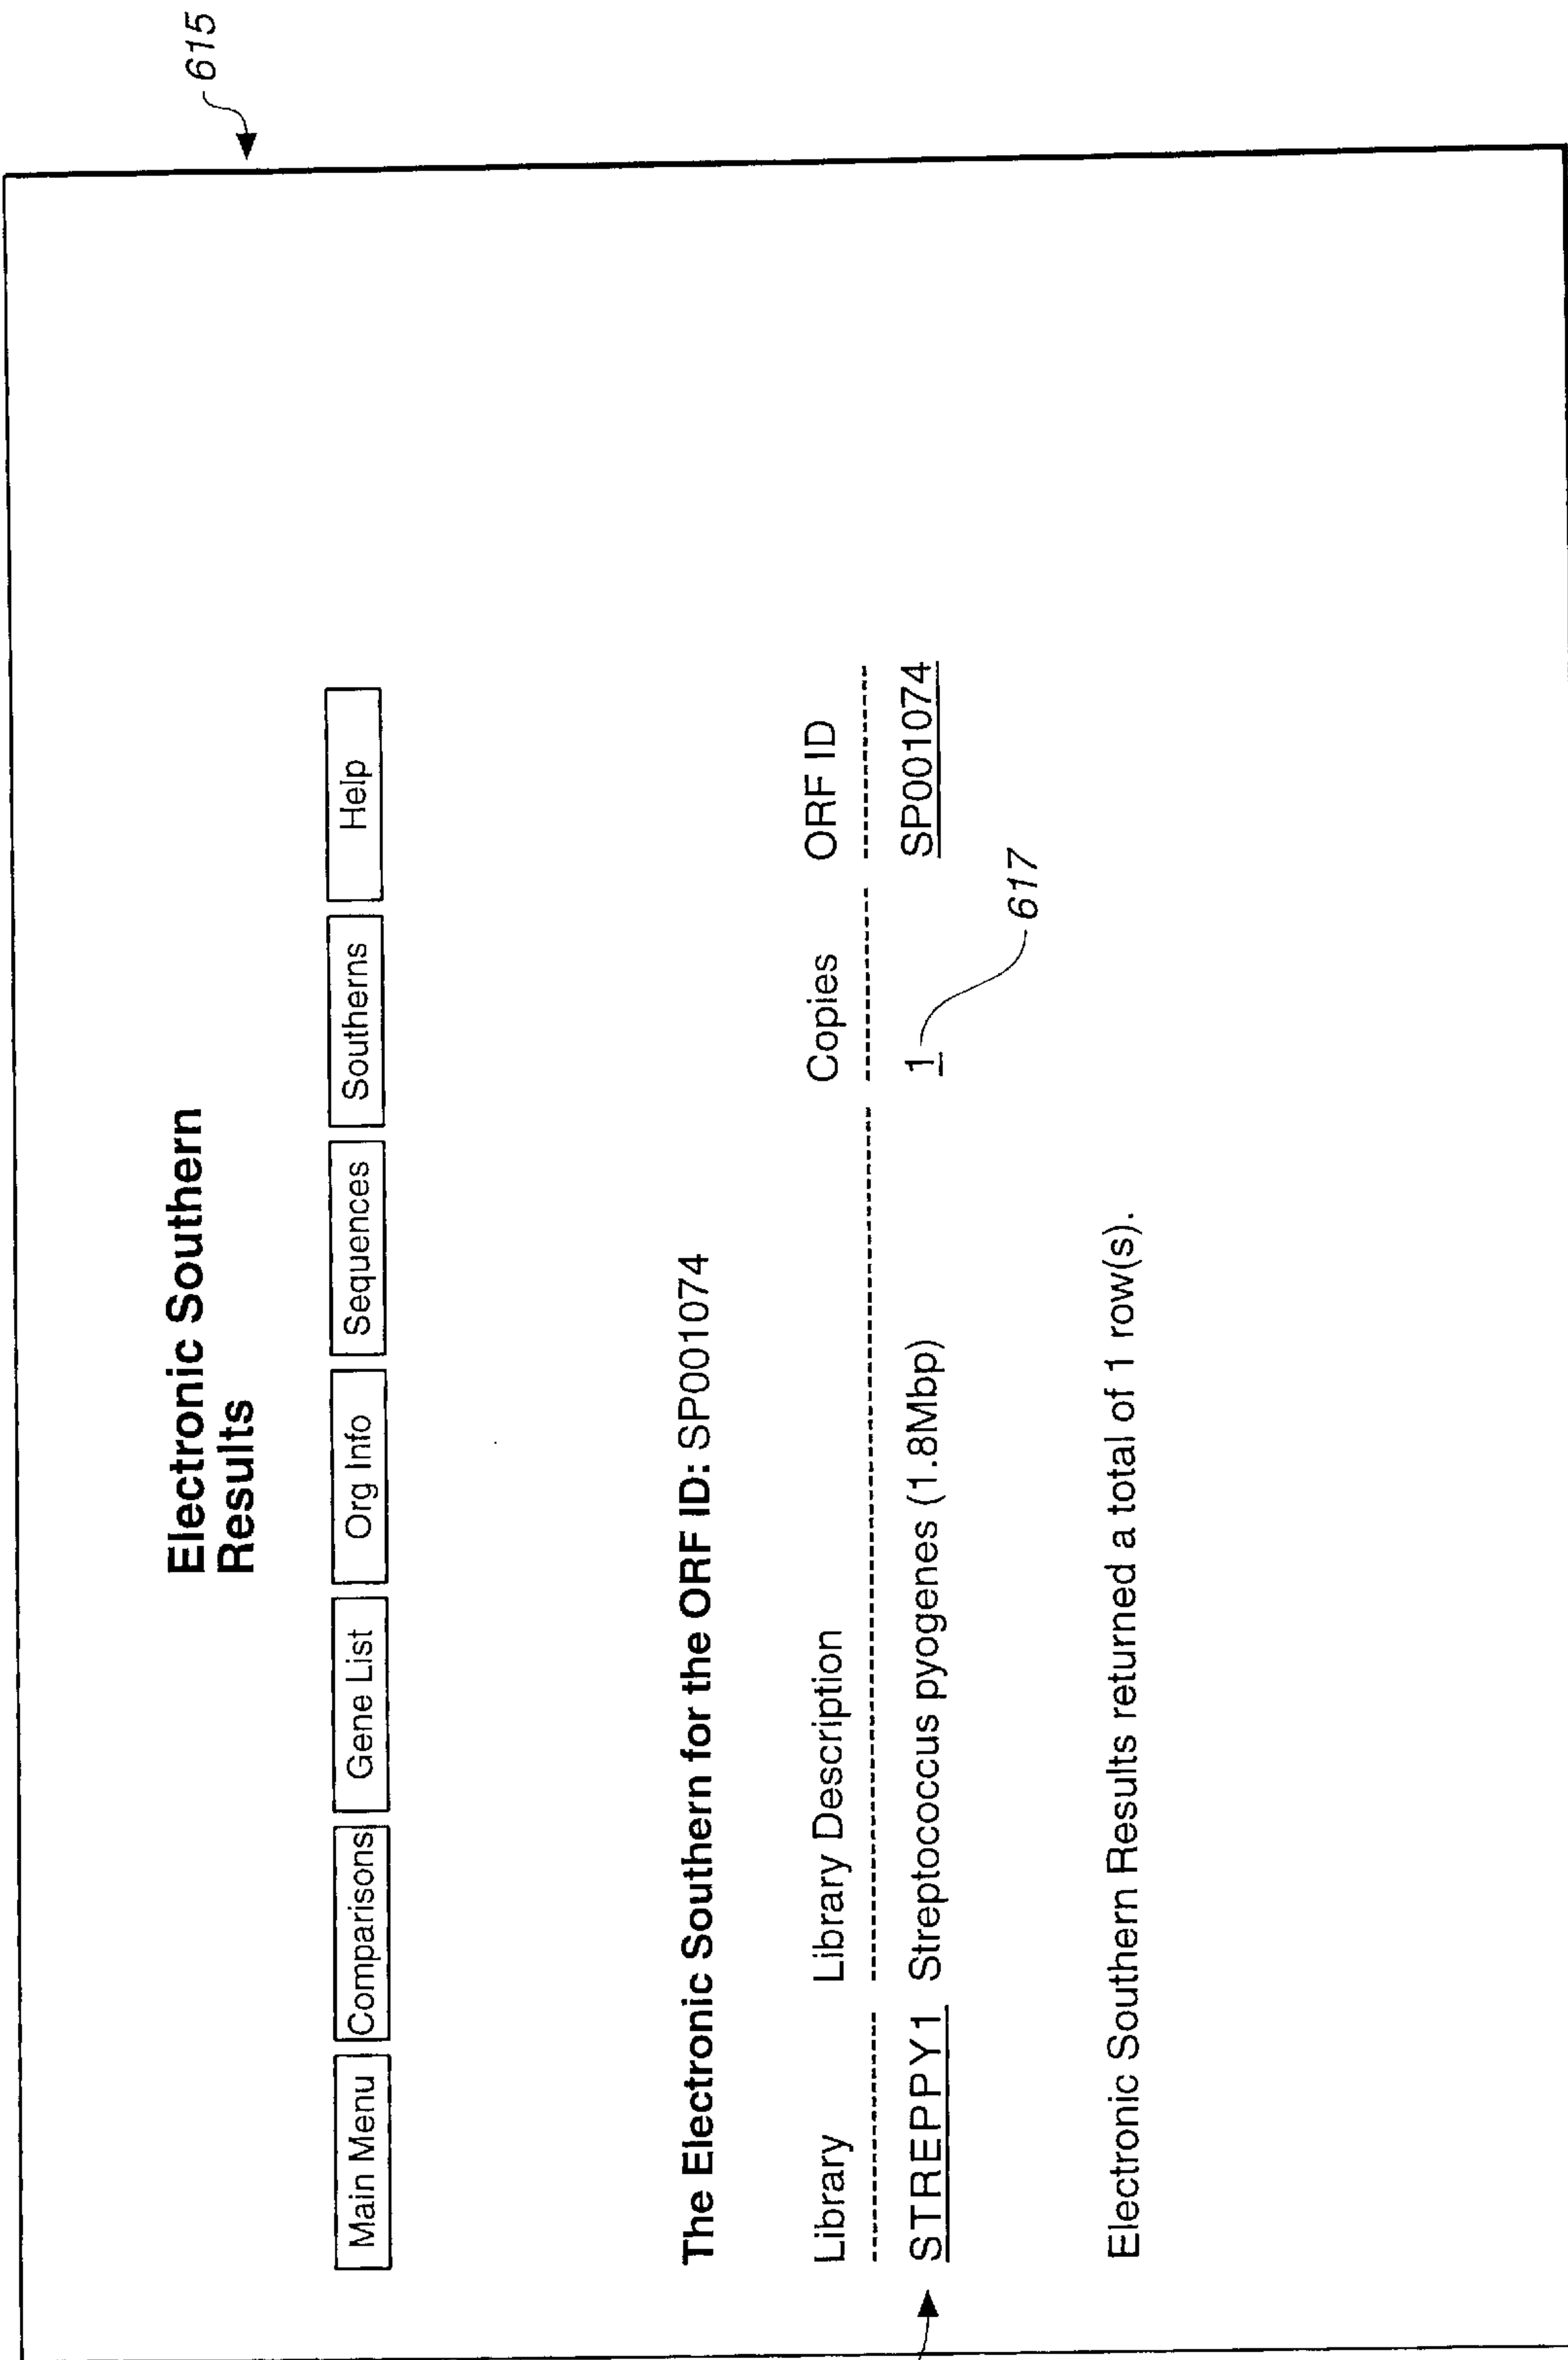 615
Electronic Southern
Results
Main Menu Comparisons Gene List Org Info Sequences Southerns Help
The Electronic Southern for the ORF ID: SP001074
Library Library Description Copies ORF ID
STREPPY1 Streptococcus pyogenes (1.8Mbp) 1 SP001074
617
Electronic Southern Results returned a total of 1 row(s).